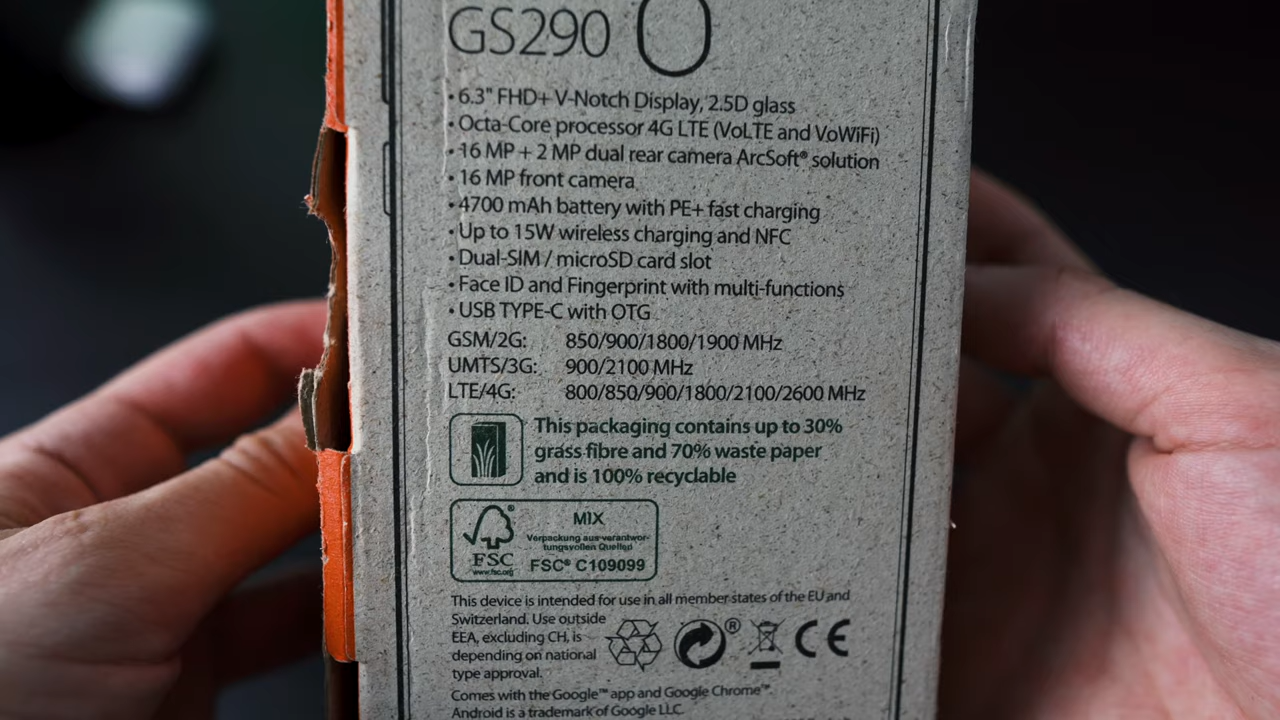 GS290
• 6.3" FHD+ V-Notch Display, 2.5D glass
• Octa-Core processor 4G LTE (VoLTE and VoWiFi)
• 16 MP + 2 MP dual rear camera ArcSoft® solution
• 16 MP front camera
• 4700 mAh battery with PE+ fast charging
• Up to 15W wireless charging and NFC
• Dual-SIM / microSD card slot
• Face ID and Fingerprint with multi-functions
• USB TYPE-C with OTG
GSM/2G: 850/900/1800/1900 MHz
UMTS/3G: 900/2100 MHz
LTE/4G: 800/850/900/1800/2100/2600 MHz
This packaging contains up to 30%
grass fibre and 70% waste paper
and is 100% recyclable
MIX
Verpackung aus verantwor-
tungsvollen Quellen
FSC
www.fsc.org
FSC® C109099
This device is intended for use in all member states of the EU and
Switzerland. Use outside
EEA, excluding CH, is
depending on national
type approval.
® CE
Comes with the Google™ app and Google Chrome™.
Android is a trademark of Google LLC